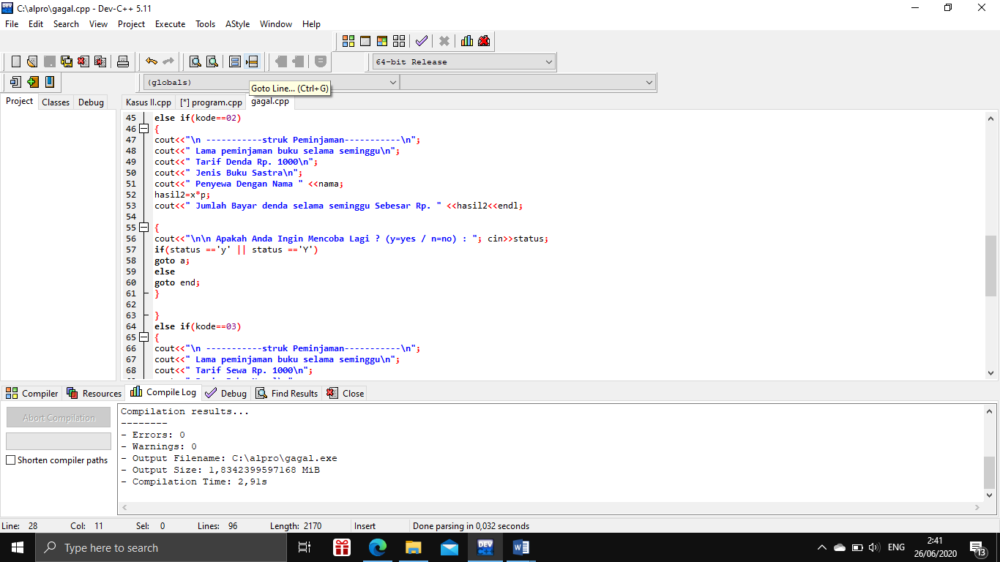 C:\alpro\gagal.cpp - Dev-C++ 5.11
File Edit Search View Project Execute Tools AStyle Window Help
64-bit Release
(globals)
Goto Line... (Ctrl+G)
Project Classes Debug
Kasus II.cpp [*] program.cpp gagal.cpp
45 else if(kode==02)
46 {
47 cout<<"\n -----------struk Peminjaman-----------\n";
48 cout<<" Lama peminjaman buku selama seminggu\n";
49 cout<<" Tarif Denda Rp. 1000\n";
50 cout<<" Jenis Buku Sastra\n";
51 cout<<" Penyewa Dengan Nama " <<nama;
52 hasil2=x*p;
53 cout<<" Jumlah Bayar denda selama seminggu Sebesar Rp. " <<hasil2<<endl;
54
55 {
56 cout<<"\n\n Apakah Anda Ingin Mencoba Lagi ? (y=yes / n=no) : "; cin>>status;
57 if(status =='y' || status =='Y')
58 goto a;
59 else
60 goto end;
61 }
62
63 }
64 else if(kode==03)
65 {
66 cout<<"\n -----------struk Peminjaman-----------\n";
67 cout<<" Lama peminjaman buku selama seminggu\n";
68 cout<<" Tarif Sewa Rp. 1000\n";
Compiler Resources Compile Log Debug Find Results Close
Abort Compilation
Shorten compiler paths
Compilation results...
--------
- Errors: 0
- Warnings: 0
- Output Filename: C:\alpro\gagal.exe
- Output Size: 1,8342399597168 MiB
- Compilation Time: 2,91s
Line: 28 Col: 11 Sel: 0 Lines: 96 Length: 2170 Insert Done parsing in 0,032 seconds
Type here to search
DEV
ENG
2:41
26/06/2020
13